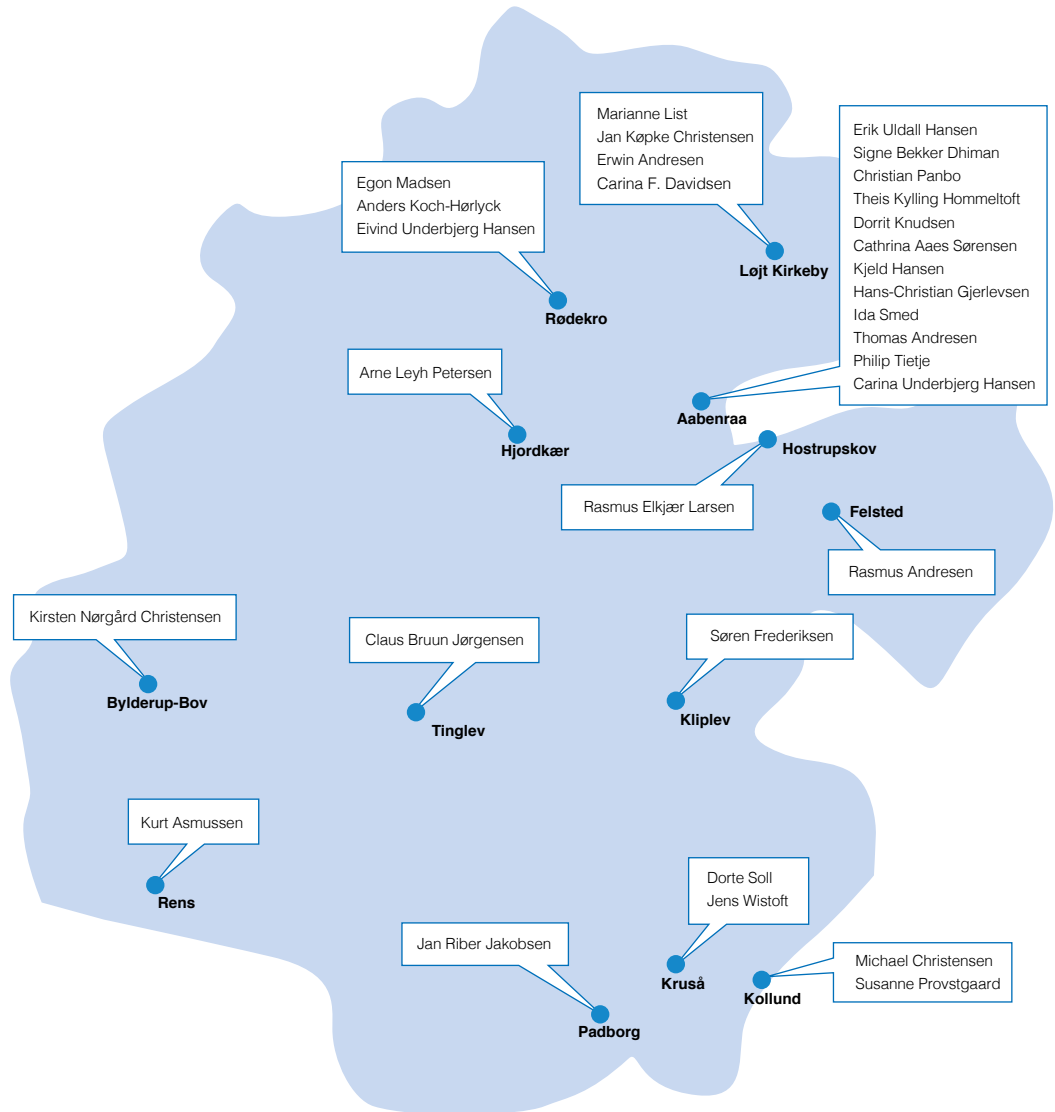 Marianne List
Jan Køpke Christensen
Erwin Andresen
Carina F. Davidsen
Løjt Kirkeby
Erik Uldall Hansen
Signe Bekker Dhiman
Christian Panbo
Theis Kylling Hommeltoft
Dorrit Knudsen
Cathrina Aaes Sørensen
Kjeld Hansen
Hans-Christian Gjerlevsen
Ida Smed
Thomas Andresen
Philip Tietje
Carina Underbjerg Hansen
Aabenraa
Egon Madsen
Anders Koch-Hørlyck
Eivind Underbjerg Hansen
Rødekro
Arne Leyh Petersen
Hjordkær
Hostrupskov
Rasmus Elkjær Larsen
Felsted
Rasmus Andresen
Kirsten Nørgård Christensen
Bylderup-Bov
Claus Bruun Jørgensen
Tinglev
Søren Frederiksen
Kliplev
Kurt Asmussen
Rens
Dorte Soll
Jens Wistoft
Kruså
Jan Riber Jakobsen
Padborg
Michael Christensen
Susanne Provstgaard
Kollund